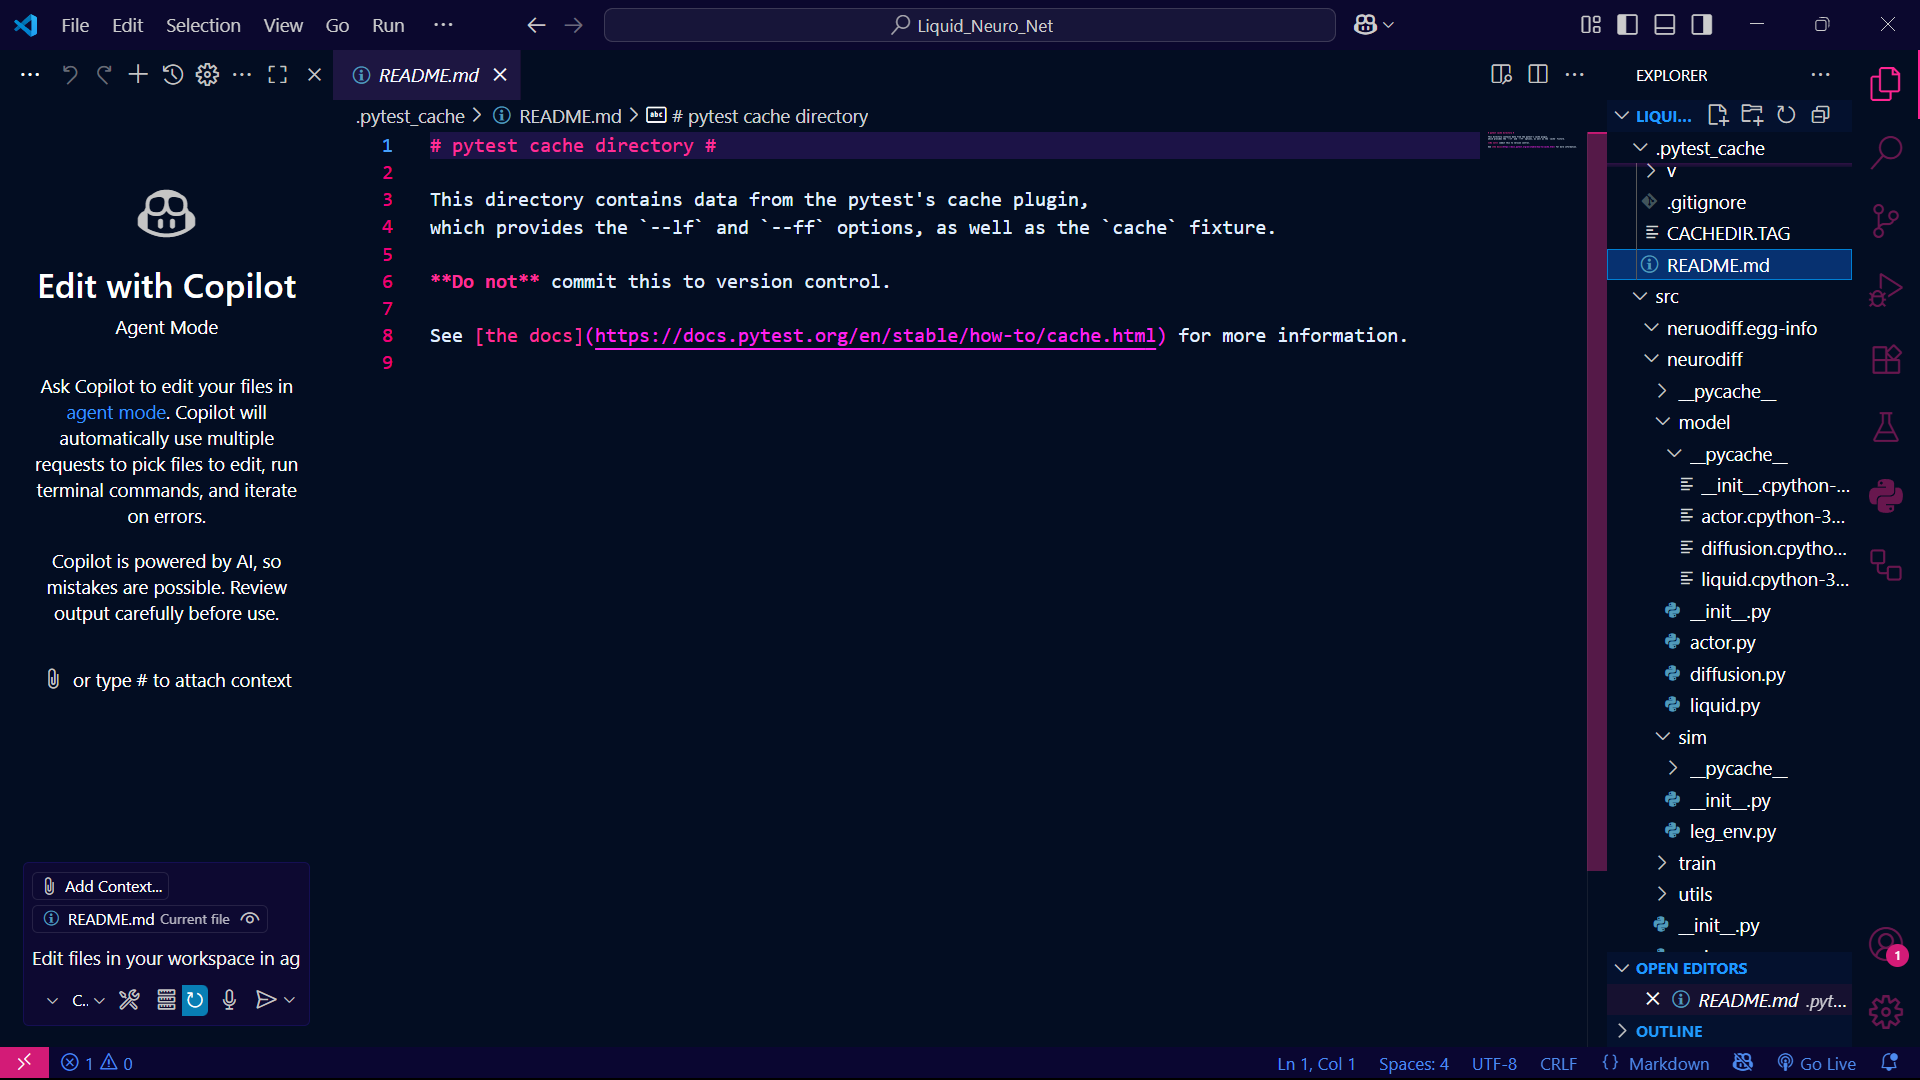 File Edit Selection View Go Run ···
Liquid_Neuro_Net
README.md
.pytest_cache > README.md > # pytest cache directory
Edit with Copilot
Agent Mode
Ask Copilot to edit your files in
agent mode. Copilot will
automatically use multiple
requests to pick files to edit, run
terminal commands, and iterate
on errors.
Copilot is powered by AI, so
mistakes are possible. Review
output carefully before use.
or type # to attach context
Add Context...
README.md Current file
Edit files in your workspace in ag
C..
1 # pytest cache directory #
2
3 This directory contains data from the pytest's cache plugin,
4 which provides the `--lf` and `--ff` options, as well as the `cache` fixture.
5
6 **Do not** commit this to version control.
7
8 See [the docs](https://docs.pytest.org/en/stable/how-to/cache.html) for more information.
9
EXPLORER
LIQUI...
.pytest_cache
v
.gitignore
CACHEDIR.TAG
README.md
src
neruodiff.egg-info
neurodiff
__pycache__
model
__pycache__
__init__.cpython-...
actor.cpython-3...
diffusion.cpytho...
liquid.cpython-3...
__init__.py
actor.py
diffusion.py
liquid.py
sim
__pycache__
__init__.py
leg_env.py
train
utils
__init__.py
OPEN EDITORS
README.md .pyt...
OUTLINE
1
1 0
Ln 1, Col 1 Spaces: 4 UTF-8 CRLF {} Markdown Go Live